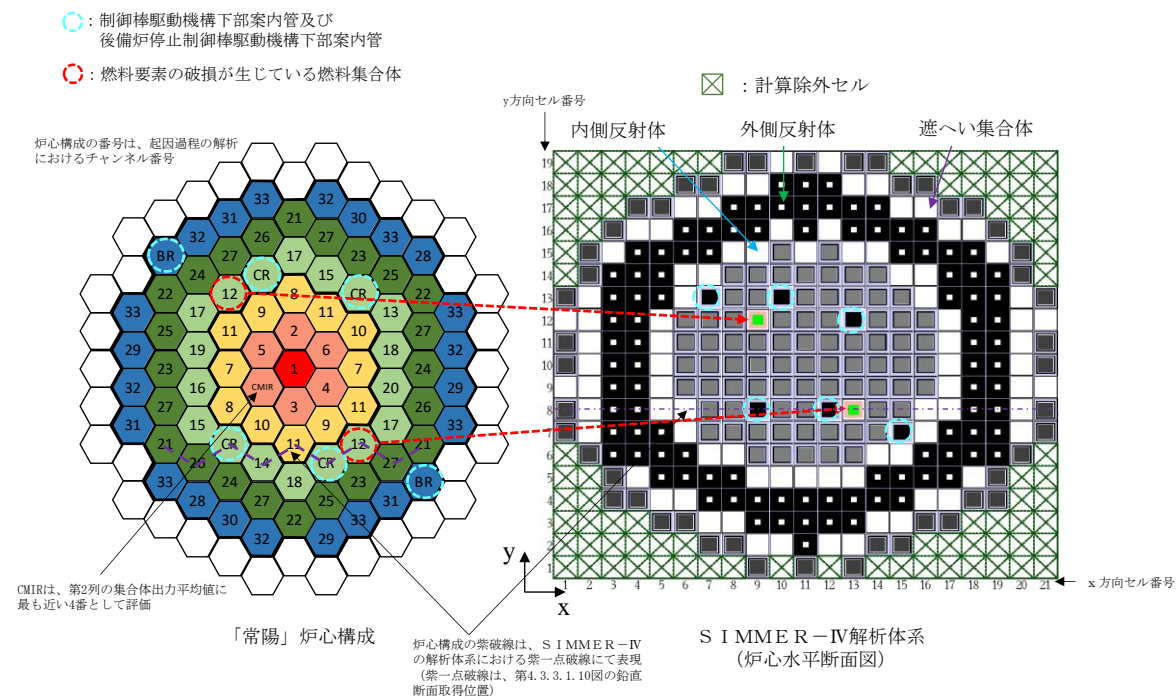 ：制御棒駆動機構下部案内管及び
後備炉停止制御棒駆動機構下部案内管
：燃料要素の破損が生じている燃料集合体
炉心構成の番号は、起因過程の解析
におけるチャンネル番号
33 32
31 21 30
32 26 27 33
BR 27 17 23 28
24 CR 15 25
22 12 8 CR 22
33 14 9 11 13 33
25 11 2 10 27
29 19 5 6 18 32
23 7 1 7 24
32 16 CMIR 4 20 29
27 8 3 11 26
31 15 10 9 17 33
21 CR 11 12 21
26 14 CR 27
33 24 18 23 BR
28 27 25 31
30 22 33
32 29
CMIRは、第2列の集合体出力平均値に
最も近い4番として評価
「常陽」炉心構成
炉心構成の紫破線は、ＳＩＭＭＥＲ－Ⅳ
の解析体系における紫一点破線にて表現
（紫一点破線は、第4.3.3.1.10図の鉛直
断面取得位置）
：計算除外セル
y方向セル番号
内側反射体
外側反射体
遮へい集合体
19
18
17
16
15
14
13
12
11
10
9
8
7
6
5
4
3
2
1
1 2 3 4 5 6 7 8 9 10 11 12 13 14 15 16 17 18 19 20 21
x 方向セル番号
y
x
ＳＩＭＭＥＲ－Ⅳ解析体系
（炉心水平断面図）